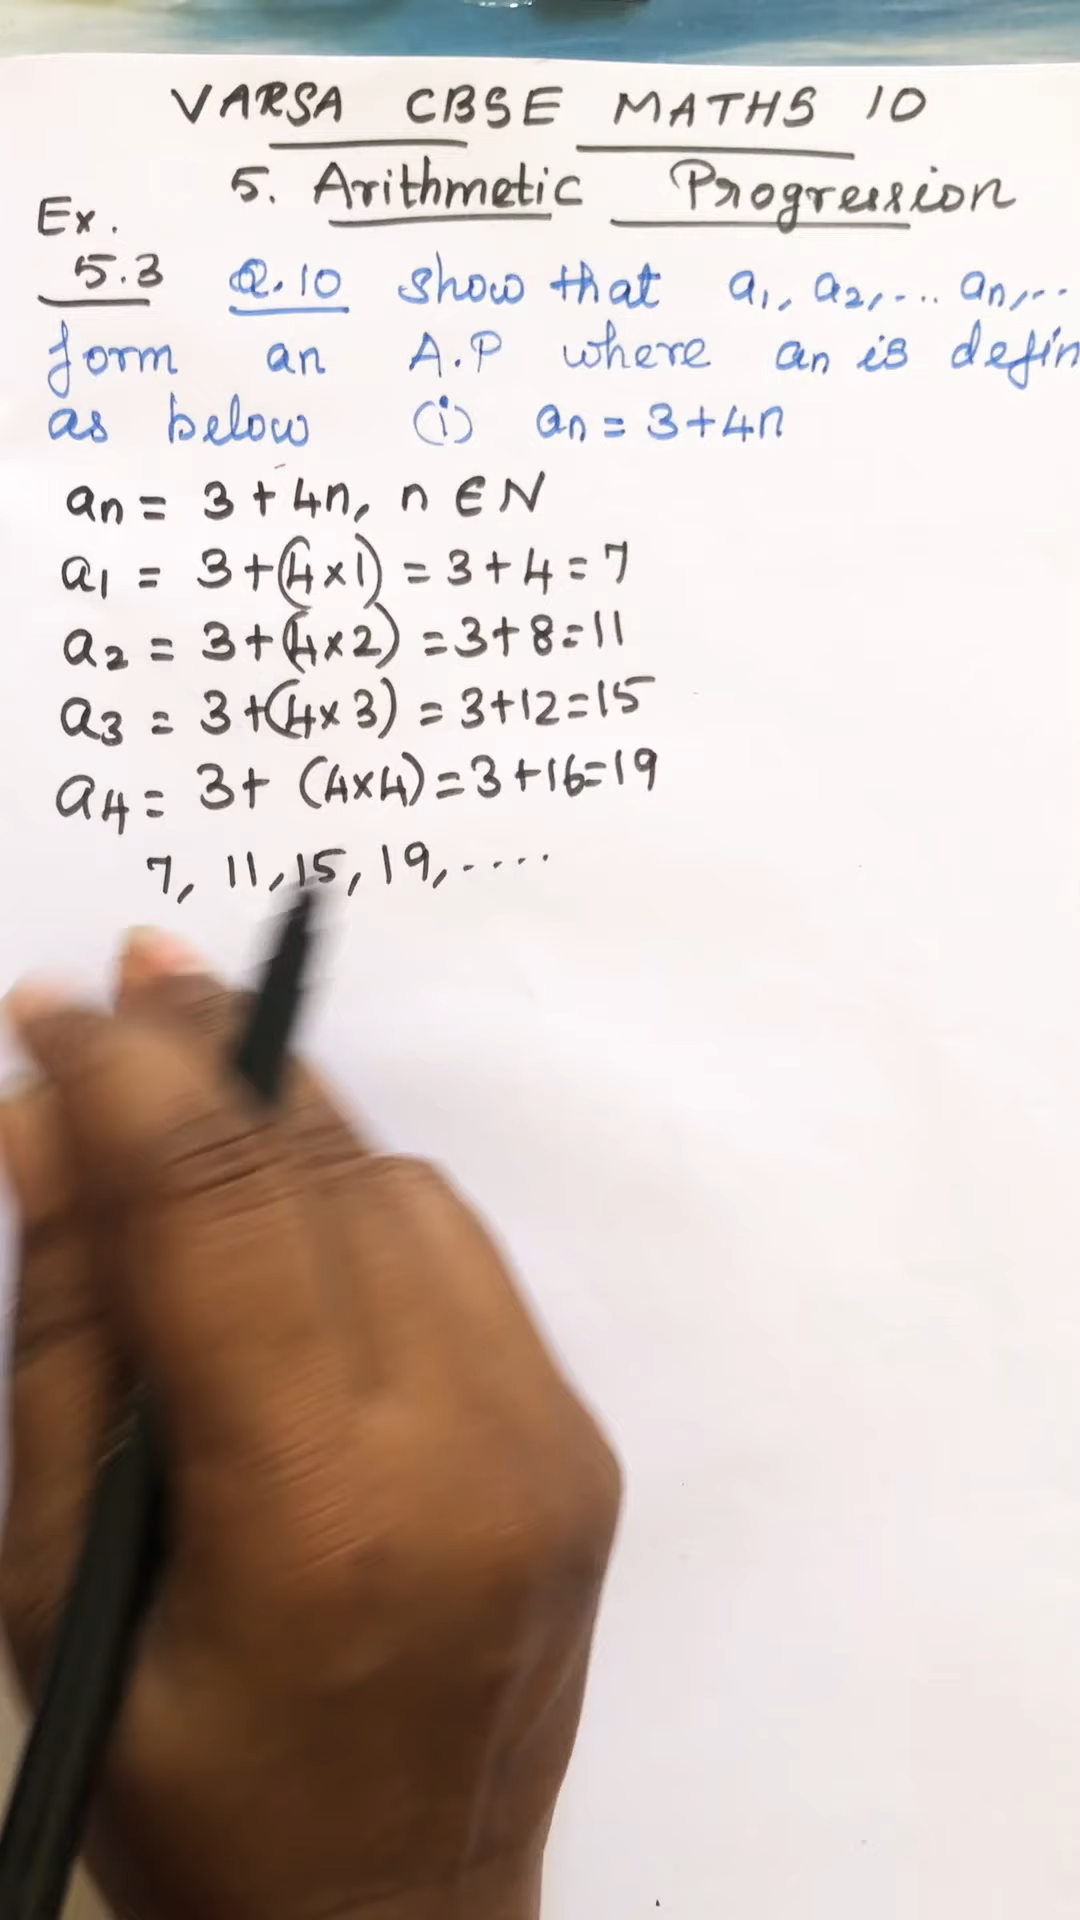 VARSA CBSE MATHS 10
5. Arithmetic Progression
Ex.
5.3 Q.10 show that a₁, a₂,... aₙ,..
form an A.P where aₙ is defin
as below (i) aₙ = 3+4n
aₙ = 3 + 4n, n ∈ N
a₁ = 3+(4×1) = 3+4=7
a₂ = 3+(4×2) = 3+8=11
a₃ = 3+(4×3) = 3+12=15
a₄ = 3+ (4×4) = 3+16=19
7, 11, 15, 19, ....